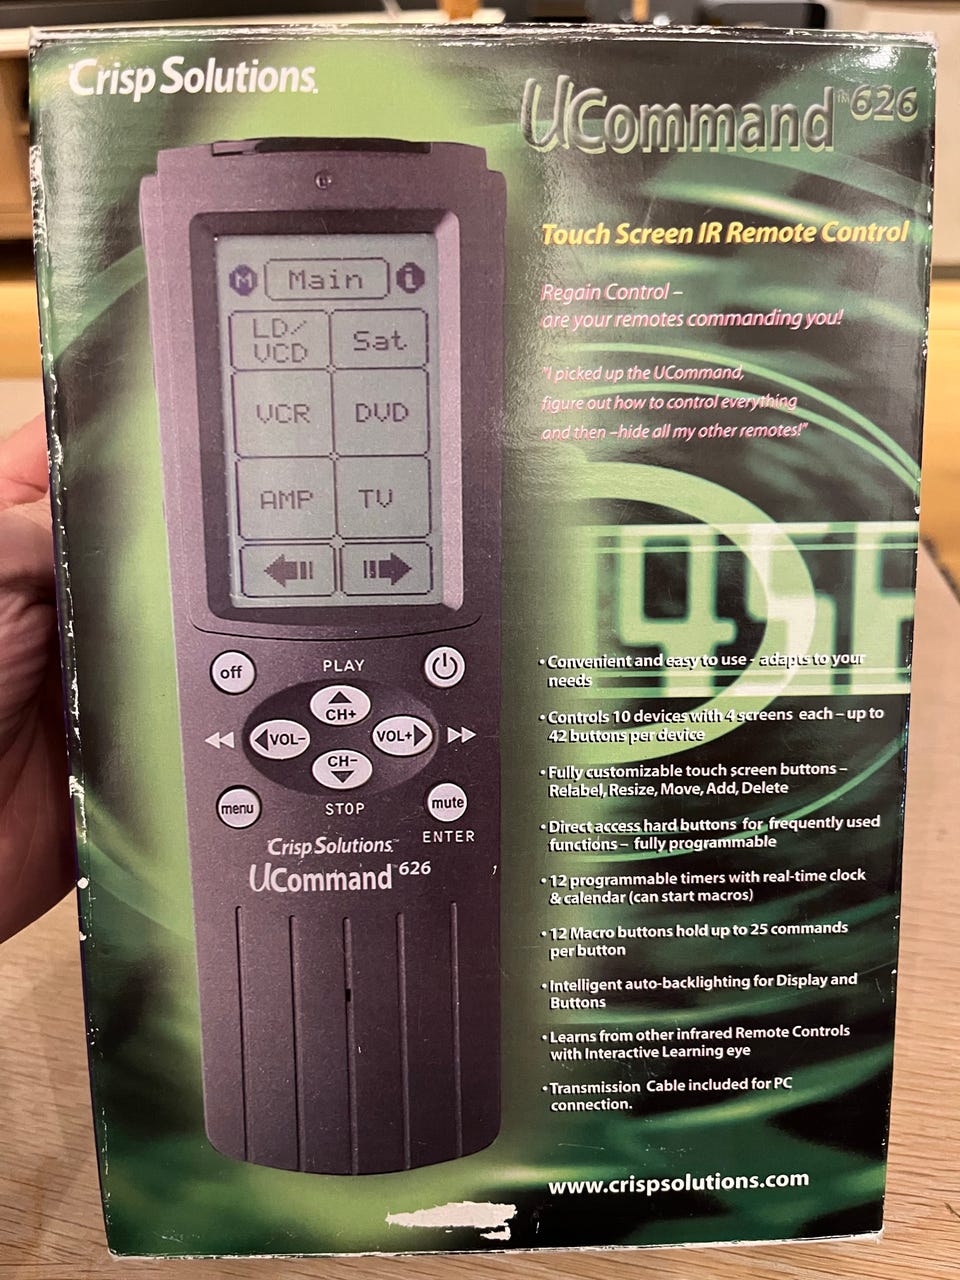 Crisp Solutions.
UCommand™626
Touch Screen IR Remote Control
Regain Control –
are your remotes commanding you!
"I picked up the UCommand,
figure out how to control everything
and then –hide all my other remotes!"
M Main i
LD/
VCD
Sat
VCR DVD
AMP TV
off PLAY
CH+
VOL– VOL+
CH–
menu STOP mute
ENTER
Crisp Solutions™
UCommand™626
• Convenient and easy to use - adapts to your
needs
• Controls 10 devices with 4 screens each – up to
42 buttons per device
• Fully customizable touch screen buttons –
Relabel, Resize, Move, Add, Delete
• Direct access hard buttons for frequently used
functions – fully programmable
• 12 programmable timers with real-time clock
& calendar (can start macros)
• 12 Macro buttons hold up to 25 commands
per button
• Intelligent auto-backlighting for Display and
Buttons
• Learns from other infrared Remote Controls
with Interactive Learning eye
• Transmission Cable included for PC
connection.
www.crispsolutions.com